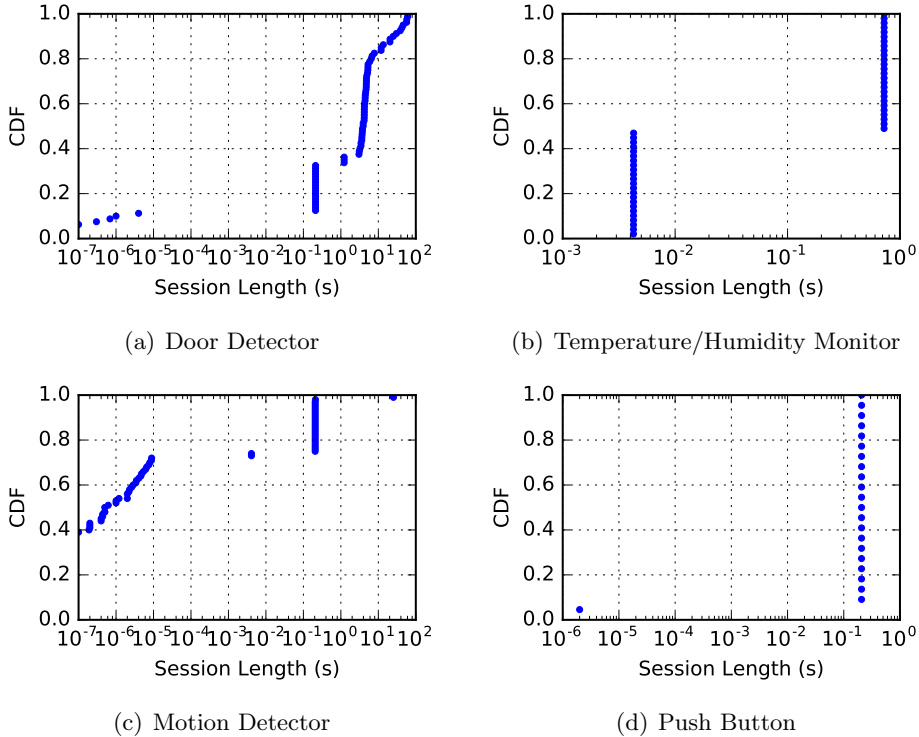 1.0
0.8
0.6
0.4
0.2
0.0
CDF
10^-7 10^-6 10^-5 10^-4 10^-3 10^-2 10^-1 10^0 10^1 10^2
Session Length (s)
(a) Door Detector
1.0
0.8
0.6
0.4
0.2
0.0
CDF
10^-3 10^-2 10^-1 10^0
Session Length (s)
(b) Temperature/Humidity Monitor
1.0
0.8
0.6
0.4
0.2
0.0
CDF
10^-7 10^-6 10^-5 10^-4 10^-3 10^-2 10^-1 10^0 10^1 10^2
Session Length (s)
(c) Motion Detector
1.0
0.8
0.6
0.4
0.2
0.0
CDF
10^-6 10^-5 10^-4 10^-3 10^-2 10^-1 10^0
Session Length (s)
(d) Push Button